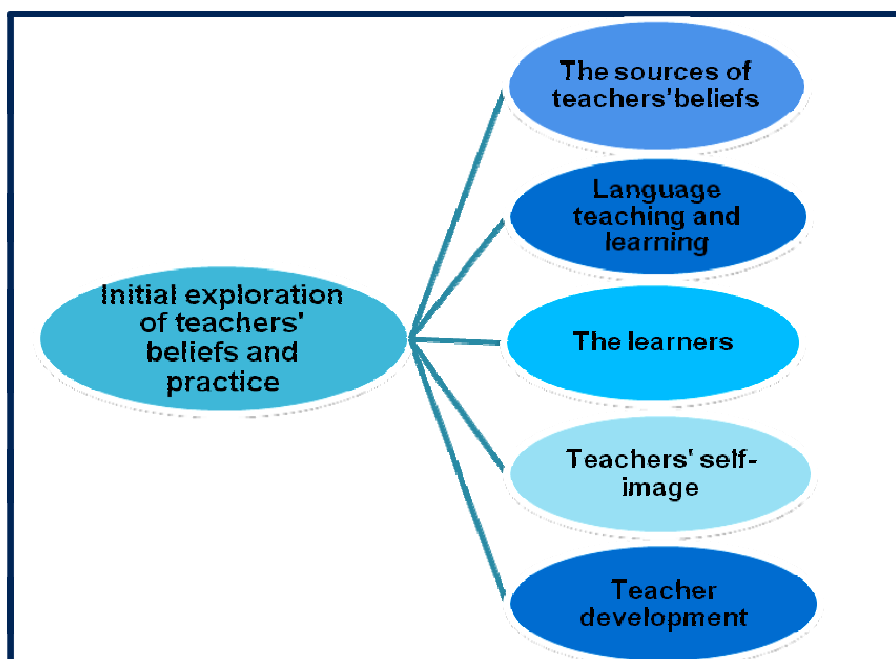 The sources of
teachers'beliefs
Language
teaching and
learning
Initial exploration
of teachers'
beliefs and
practice
The learners
Teachers' self-
image
Teacher
development